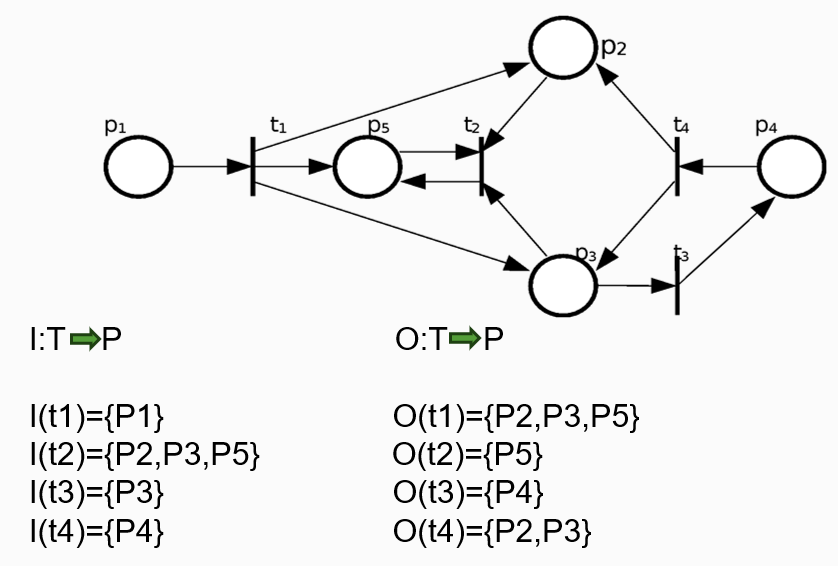 p₂
p₁
t₁
p₅
t₂
t₄
p₄
p₃
t₃
I:T➡P
O:T➡P
I(t1)={P1}
O(t1)={P2,P3,P5}
I(t2)={P2,P3,P5}
O(t2)={P5}
I(t3)={P3}
O(t3)={P4}
I(t4)={P4}
O(t4)={P2,P3}